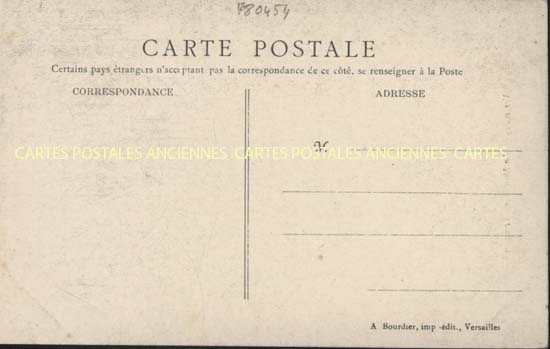 780454
CARTE POSTALE
Certains pays étrangers n'acceptant pas la correspondance de ce côté, se renseigner à la Poste
CORRESPONDANCE
ADRESSE
M
CARTES POSTALES ANCIENNES CARTES POSTALES ANCIENNES CARTES
A Bourdier, imp -édit., Versailles